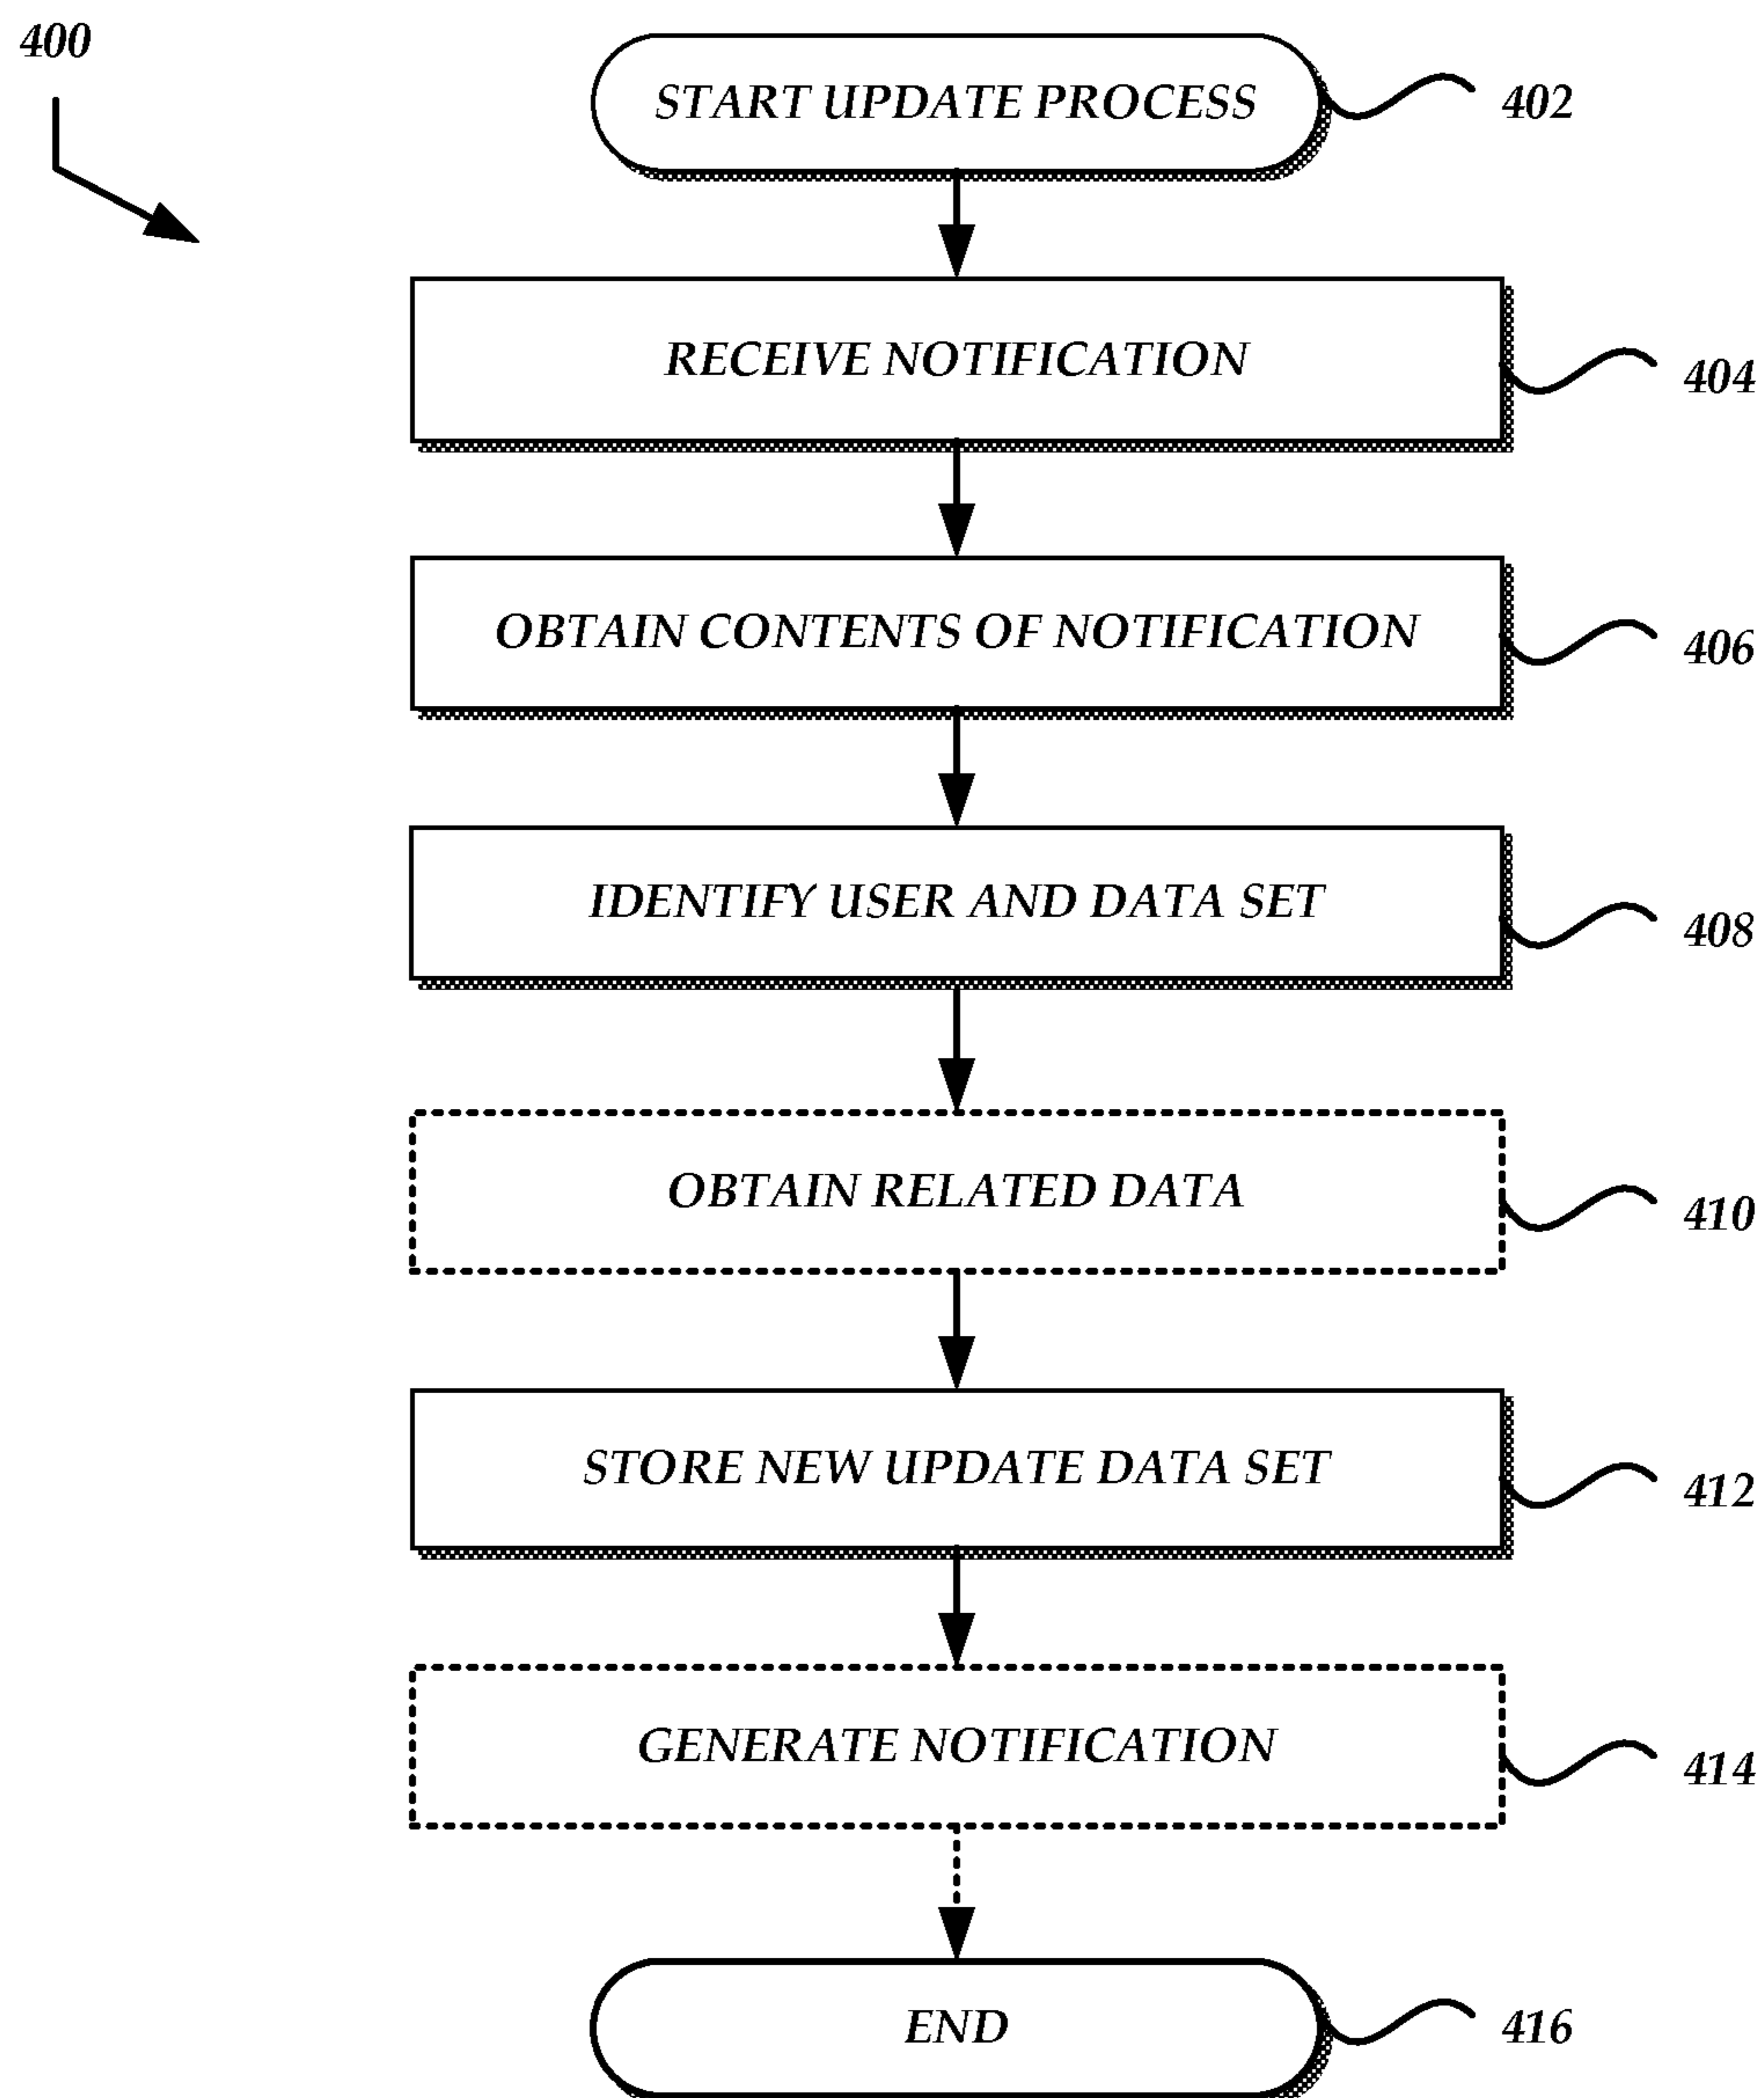 400
START UPDATE PROCESS
402
RECEIVE NOTIFICATION
404
OBTAIN CONTENTS OF NOTIFICATION
406
IDENTIFY USER AND DATA SET
408
OBTAIN RELATED DATA
410
STORE NEW UPDATE DATA SET
412
GENERATE NOTIFICATION
414
END
416